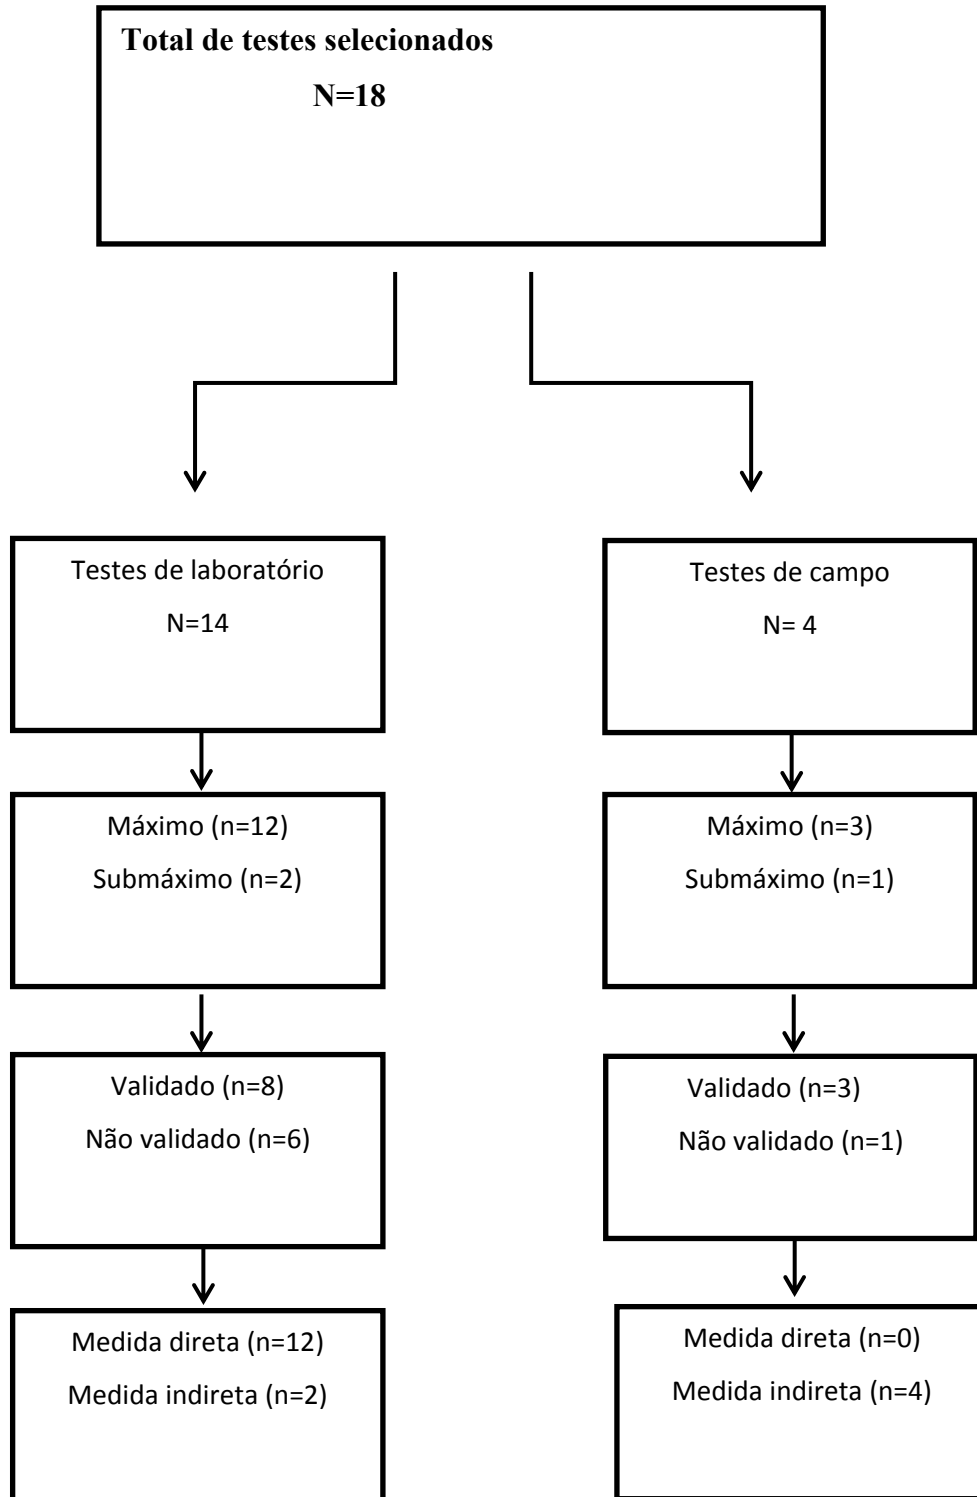 Total de testes selecionados
N=18
Testes de laboratório
N=14
Testes de campo
N= 4
Máximo (n=12)
Submáximo (n=2)
Máximo (n=3)
Submáximo (n=1)
Validado (n=8)
Não validado (n=6)
Validado (n=3)
Não validado (n=1)
Medida direta (n=12)
Medida indireta (n=2)
Medida direta (n=0)
Medida indireta (n=4)